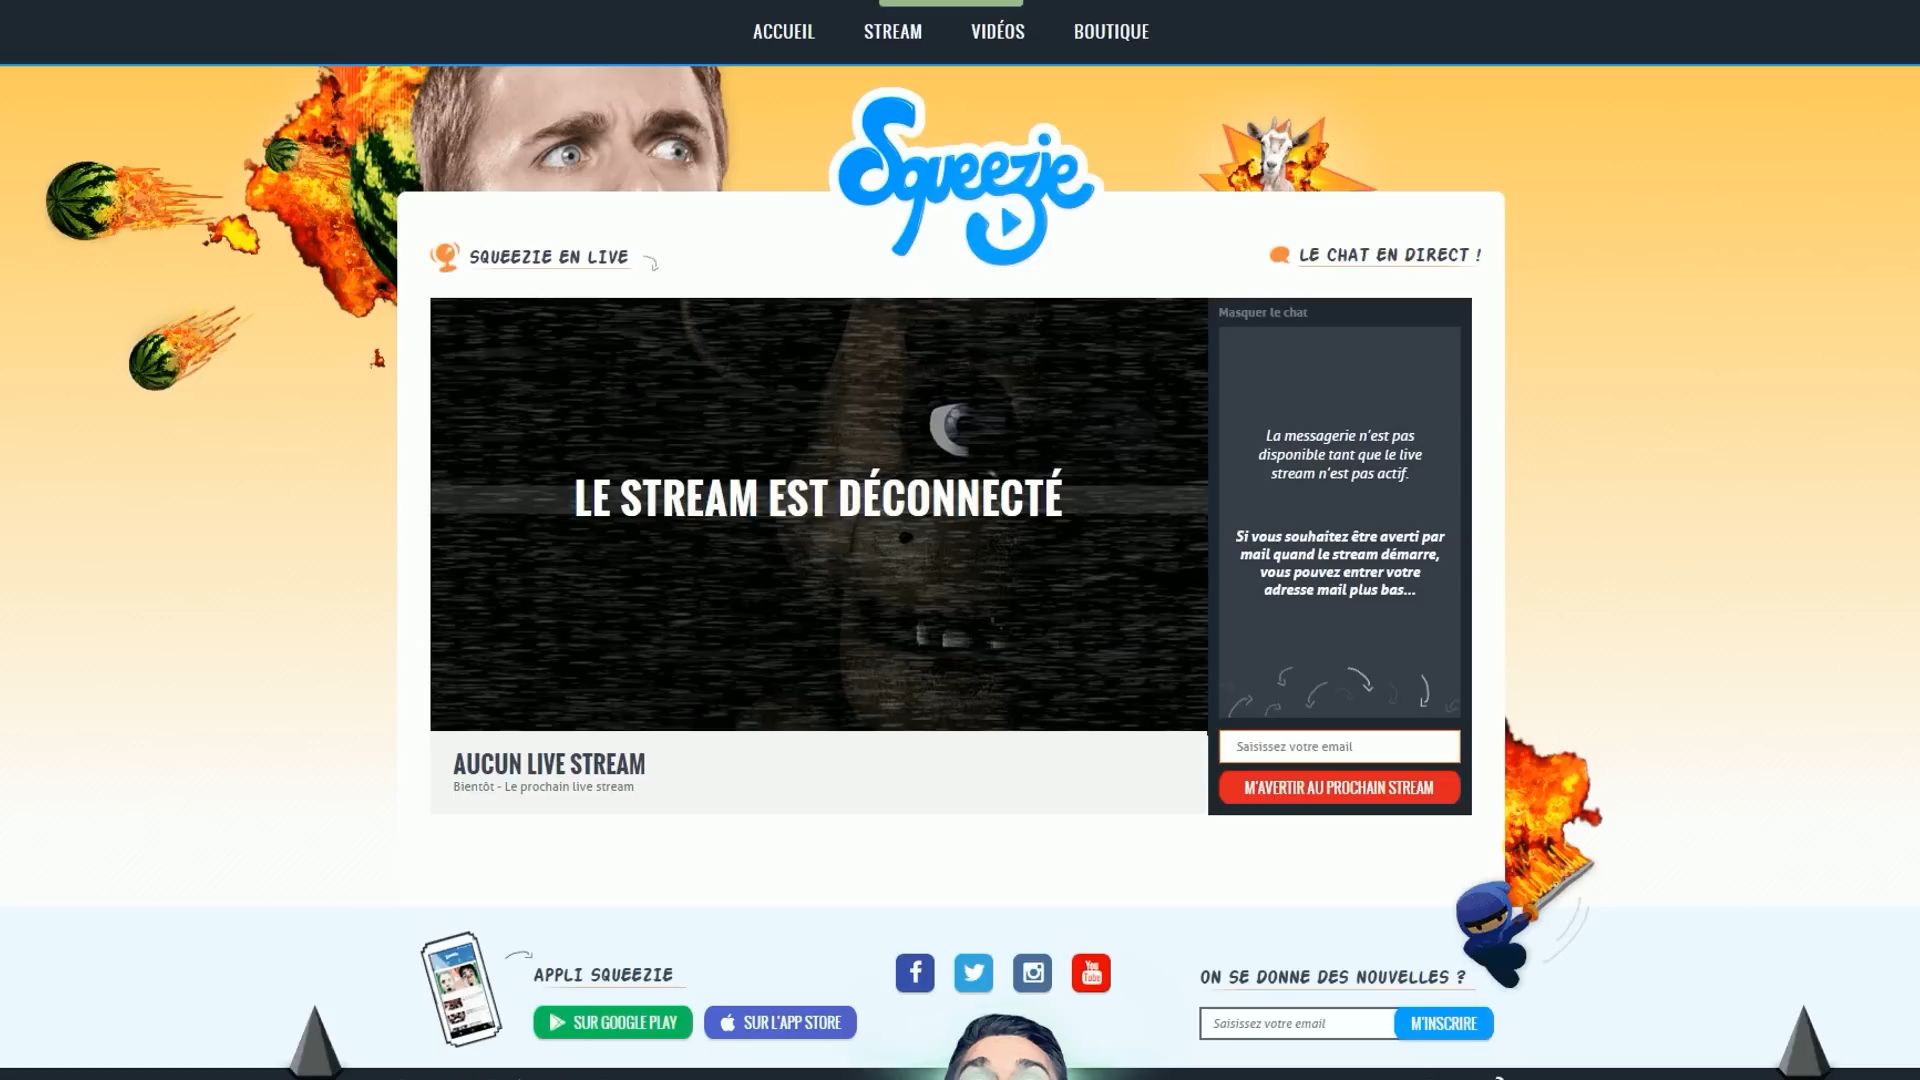 ACCUEIL STREAM VIDÉOS BOUTIQUE
Squeezie
SQUEEZIE EN LIVE
LE CHAT EN DIRECT !
Masquer le chat
LE STREAM EST DÉCONNECTÉ
La messagerie n'est pas
disponible tant que le live
stream n'est pas actif.
Si vous souhaitez être averti par
mail quand le stream démarre,
vous pouvez entrer votre
adresse mail plus bas...
Saisissez votre email
M'AVERTIR AU PROCHAIN STREAM
AUCUN LIVE STREAM
Bientôt - Le prochain live stream
APPLI SQUEEZIE
SUR GOOGLE PLAY
SUR L'APP STORE
You
Tube
ON SE DONNE DES NOUVELLES ?
Saisissez votre email
M'INSCRIRE